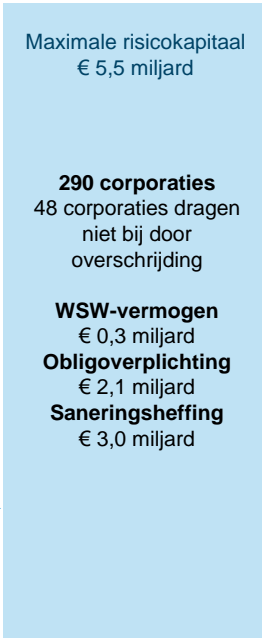 Maximale risicokapitaal
€ 5,5 miljard
290 corporaties
48 corporaties dragen
niet bij door
overschrijding
WSW-vermogen
€ 0,3 miljard
Obligoverplichting
€ 2,1 miljard
Saneringsheffing
€ 3,0 miljard